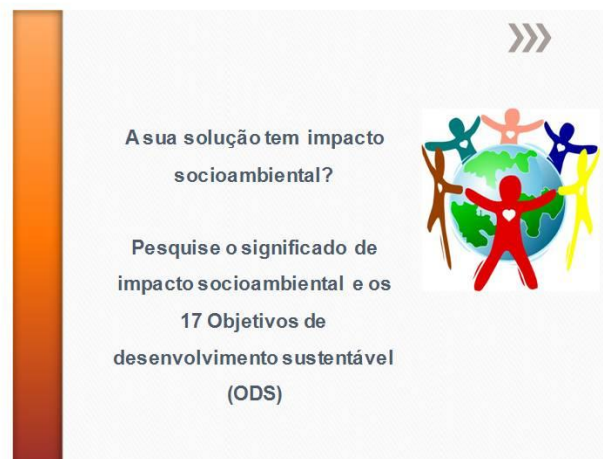 A sua solução tem impacto
socioambiental?
Pesquise o significado de
impacto socioambiental e os
17 Objetivos de
desenvolvimento sustentável
(ODS)